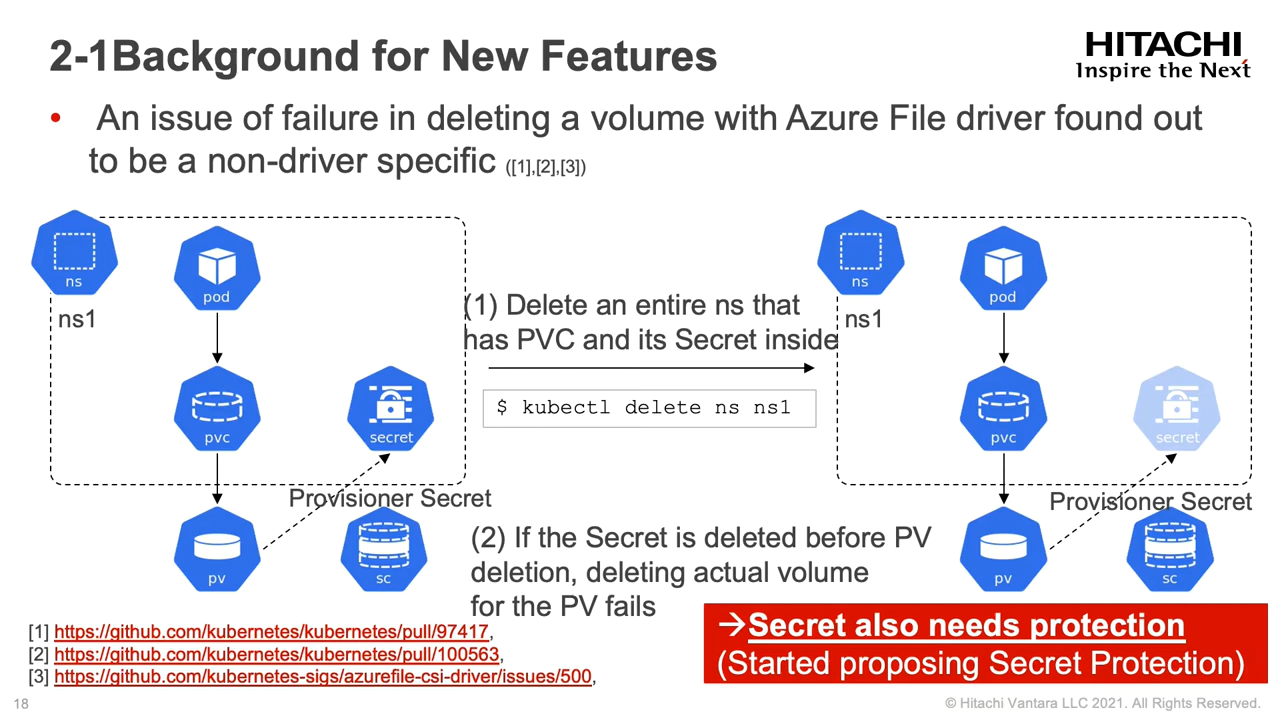 2-1Background for New Features
HITACHI
Inspire the Next
• An issue of failure in deleting a volume with Azure File driver found out
to be a non-driver specific ([1],[2],[3])
ns
pod
ns1
pvc
secret
Provisioner Secret
pv
sc
(1) Delete an entire ns that
has PVC and its Secret inside
$ kubectl delete ns ns1
(2) If the Secret is deleted before PV
deletion, deleting actual volume
for the PV fails
ns
pod
ns1
pvc
secret
Provisioner Secret
pv
sc
→Secret also needs protection
(Started proposing Secret Protection)
[1] https://github.com/kubernetes/kubernetes/pull/97417,
[2] https://github.com/kubernetes/kubernetes/pull/100563,
[3] https://github.com/kubernetes-sigs/azurefile-csi-driver/issues/500,
18
© Hitachi Vantara LLC 2021. All Rights Reserved.